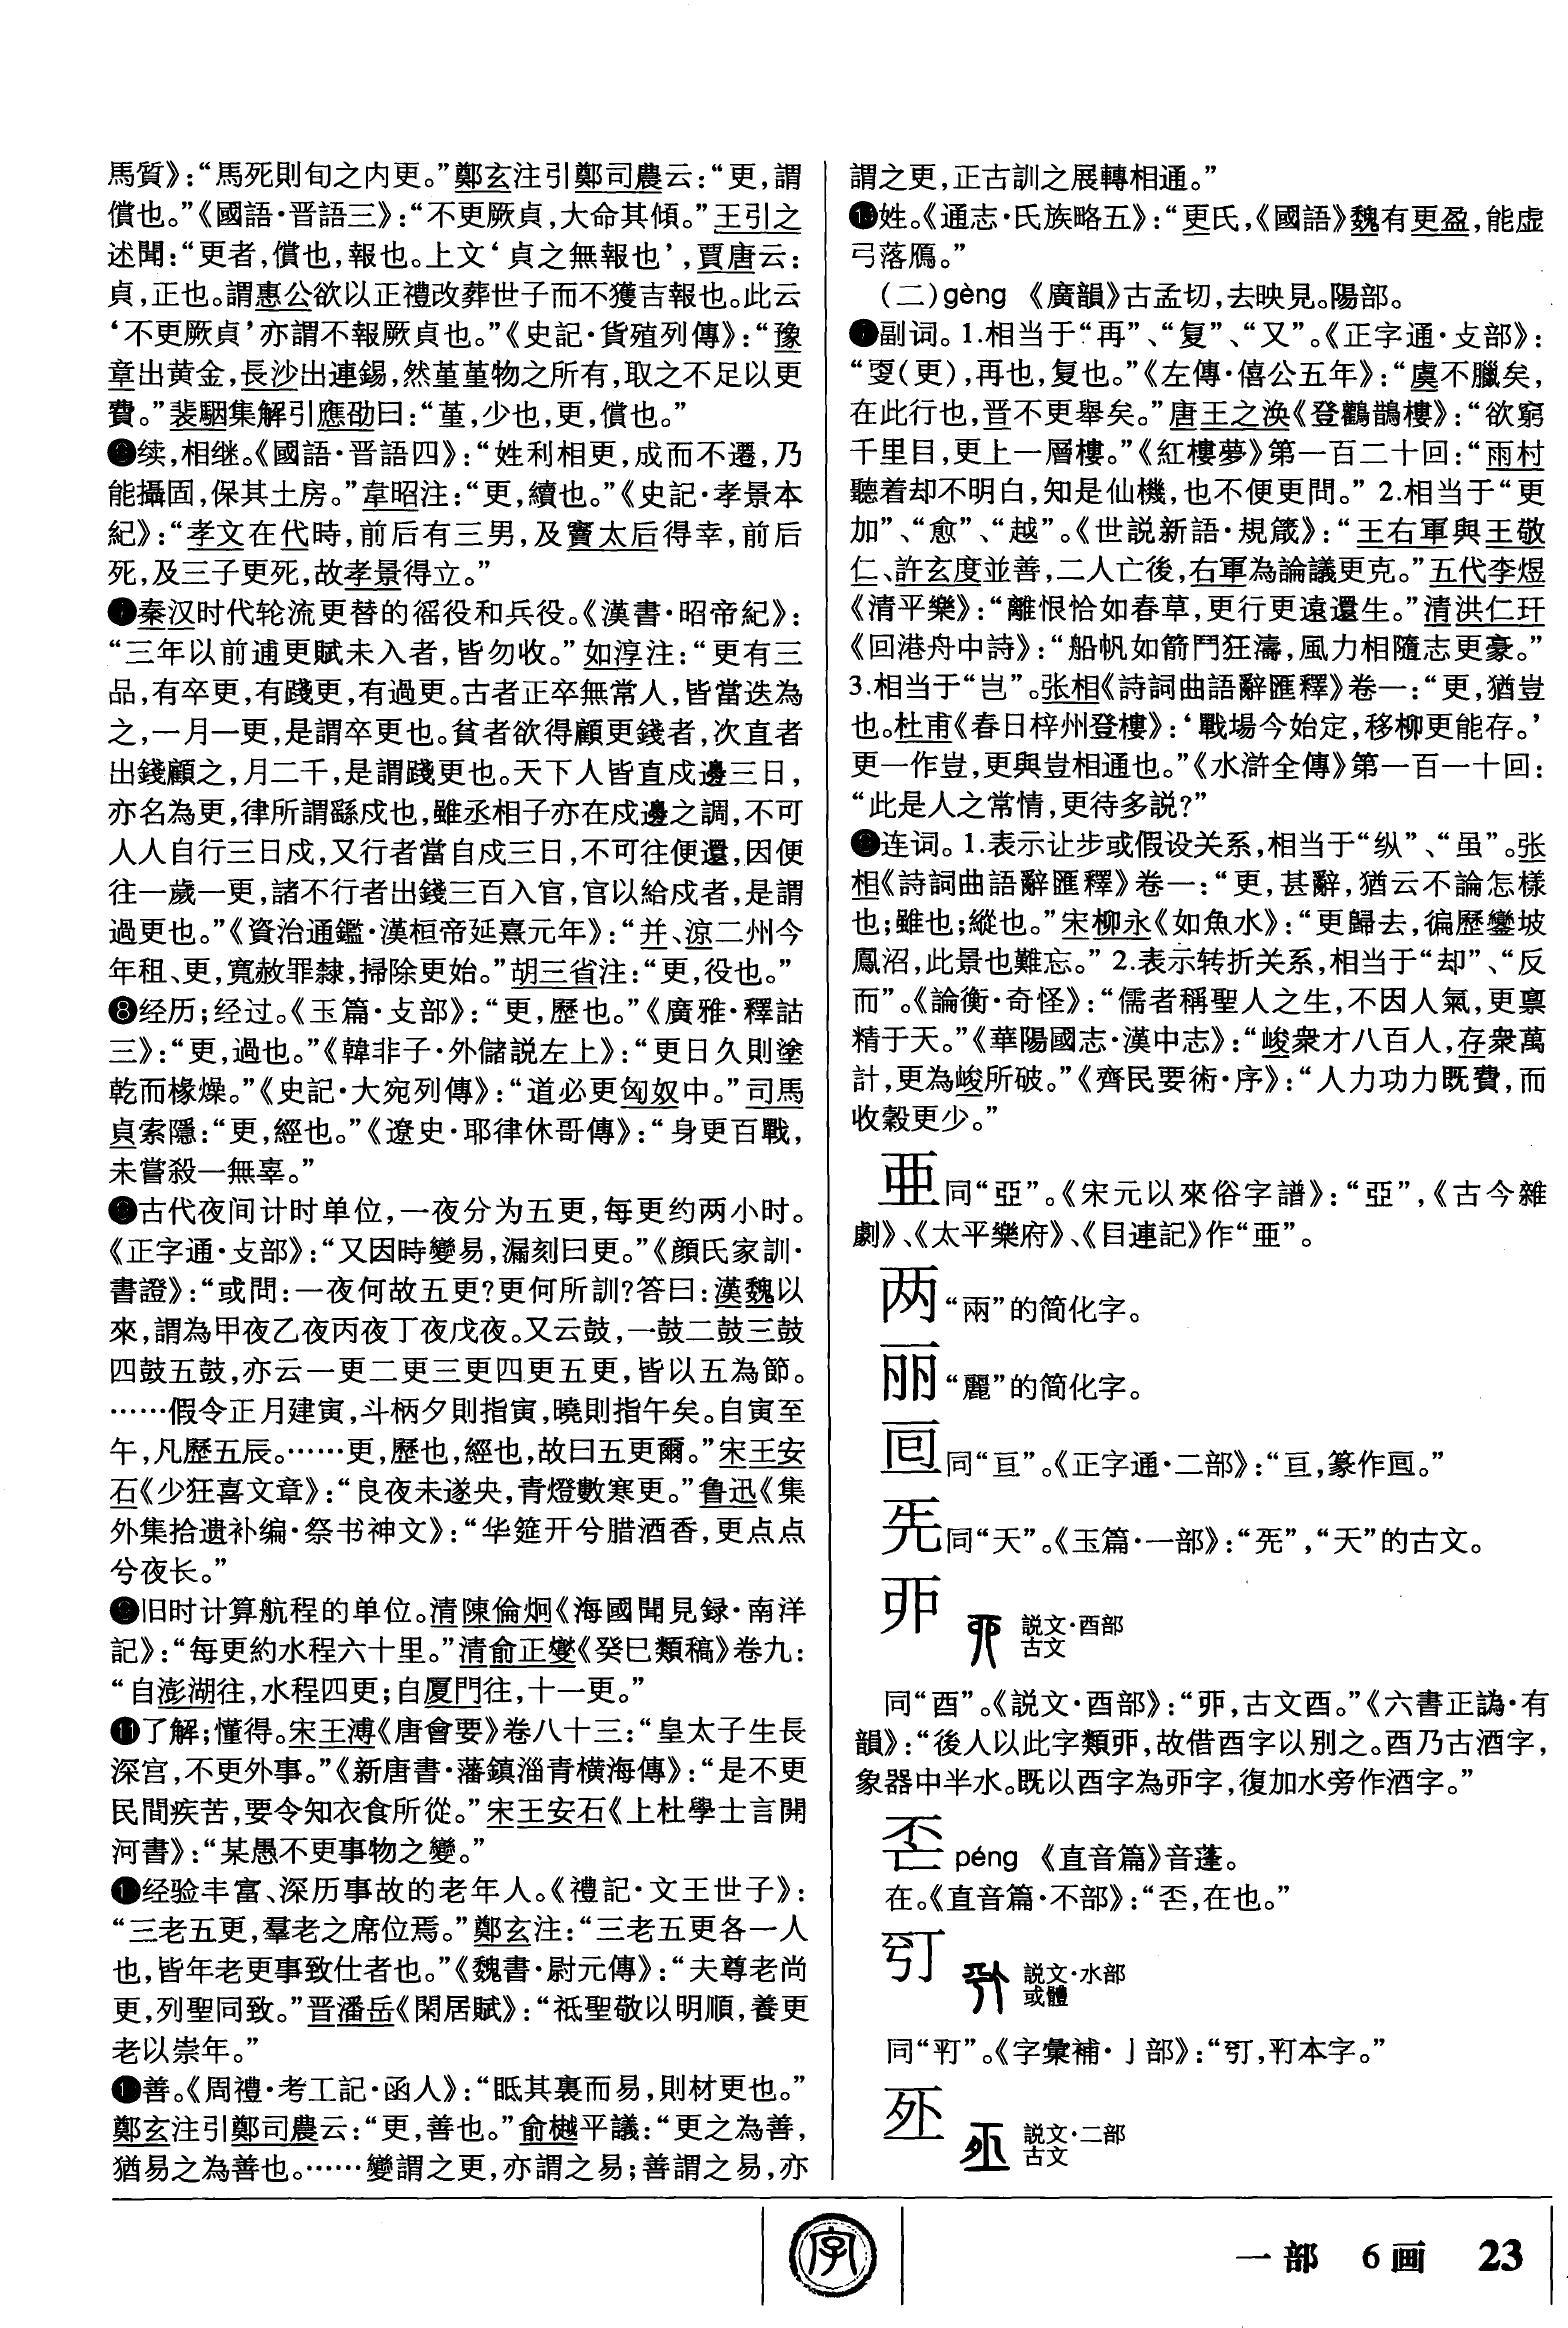 馬質》：“馬死則旬之内更。”鄭玄注引鄭司農云：“更，謂
償也。”《國語·晋語三》：“不更厥貞，大命其傾。”王引之
述聞：“更者，償也，報也。上文‘貞之無報也’，賈唐云：
貞，正也。謂惠公欲以正禮改葬世子而不獲吉報也。此云
‘不更厥貞’亦謂不報厥貞也。”《史記·貨殖列傳》：“豫
章出黄金，長沙出連錫，然堇堇物之所有，取之不足以更
費。”裴駰集解引應劭曰：“堇，少也，更，償也。”
❻续，相继。《國語·晋語四》：“姓利相更，成而不遷，乃
能攝固，保其土房。”韋昭注：“更，續也。”《史記·孝景本
紀》：“孝文在代時，前后有三男，及竇太后得幸，前后
死，及三子更死，故孝景得立。”
❼秦汉时代轮流更替的徭役和兵役。《漢書·昭帝紀》：
“三年以前逋更賦未入者，皆勿收。”如淳注：“更有三
品，有卒更，有踐更，有過更。古者正卒無常人，皆當迭為
之，一月一更，是謂卒更也。貧者欲得顧更錢者，次直者
出錢顧之，月二千，是謂踐更也。天下人皆直戍邊三日，
亦名為更，律所謂繇戍也，雖丞相子亦在戍邊之調，不可
人人自行三日戍，又行者當自戍三日，不可往便還，因便
往一歲一更，諸不行者出錢三百入官，官以給戍者，是謂
過更也。”《資治通鑑·漢桓帝延熹元年》：“并、涼二州今
年租、更，寬赦罪隸，掃除更始。”胡三省注：“更，役也。”
❽经历；经过。《玉篇·攴部》：“更，歷也。”《廣雅·釋詁
三》：“更，過也。”《韓非子·外儲説左上》：“更日久則塗
乾而椽燥。”《史記·大宛列傳》：“道必更匈奴中。”司馬
貞索隱：“更，經也。”《遼史·耶律休哥傳》：“身更百戰，
未嘗殺一無辜。”
❾古代夜间计时单位，一夜分为五更，每更约两小时。
《正字通·攴部》：“又因時變易，漏刻曰更。”《顔氏家訓·
書證》：“或問：一夜何故五更？更何所訓？答曰：漢魏以
來，謂為甲夜乙夜丙夜丁夜戊夜。又云鼓，一鼓二鼓三鼓
四鼓五鼓，亦云一更二更三更四更五更，皆以五為節。
……假令正月建寅，斗柄夕則指寅，曉則指午矣。自寅至
午，凡歷五辰。……更，歷也，經也，故曰五更爾。”宋王安
石《少狂喜文章》：“良夜未遂央，青燈數寒更。”鲁迅《集
外集拾遗补编·祭书神文》：“华筵开兮腊酒香，更点点
兮夜长。”
❿旧时计算航程的单位。清陳倫炯《海國聞見録·南洋
記》：“每更約水程六十里。”清俞正燮《癸巳類稿》卷九：
“自澎湖往，水程四更；自厦門往，十一更。”
⓫了解；懂得。宋王溥《唐會要》卷八十三：“皇太子生長
深宫，不更外事。”《新唐書·藩鎮淄青横海傳》：“是不更
民間疾苦，要令知衣食所從。”宋王安石《上杜學士言開
河書》：“某愚不更事物之變。”
⓬经验丰富、深历事故的老年人。《禮記·文王世子》：
“三老五更，羣老之席位焉。”鄭玄注：“三老五更各一人
也，皆年老更事致仕者也。”《魏書·尉元傳》：“夫尊老尚
更，列聖同致。”晋潘岳《閑居賦》：“祗聖敬以明順，養更
老以崇年。”
⓭善。《周禮·考工記·函人》：“眡其裏而易，則材更也。”
鄭玄注引鄭司農云：“更，善也。”俞樾平議：“更之為善，
猶易之為善也。……變謂之更，亦謂之易；善謂之易，亦
謂之更，正古訓之展轉相通。”
⓮姓。《通志·氏族略五》：“更氏，《國語》魏有更盈，能虚
弓落鴈。”
（二）gèng 《廣韻》古孟切，去映見。陽部。
❶副词。1.相当于“再”、“复”、“又”。《正字通·攴部》：
“㪅（更），再也，复也。”《左傳·僖公五年》：“虞不臘矣，
在此行也，晋不更舉矣。”唐王之涣《登鸛鵲樓》：“欲窮
千里目，更上一層樓。”《紅樓夢》第一百二十回：“雨村
聽着却不明白，知是仙機，也不便更問。” 2.相当于“更
加”、“愈”、“越”。《世説新語·規箴》：“王右軍與王敬
仁、許玄度並善，二人亡後，右軍為論議更克。”五代李煜
《清平樂》：“離恨恰如春草，更行更遠還生。”清洪仁玕
《回港舟中詩》：“船帆如箭鬥狂濤，風力相隨志更豪。”
3.相当于“岂”。张相《詩詞曲語辭匯釋》卷一：“更，猶豈
也。杜甫《春日梓州登樓》：‘戰場今始定，移柳更能存。’
更一作豈，更與豈相通也。”《水滸全傳》第一百一十回：
“此是人之常情，更待多説？”
❷连词。1.表示让步或假设关系，相当于“纵”、“虽”。张
相《詩詞曲語辭匯釋》卷一：“更，甚辭，猶云不論怎樣
也；雖也；縱也。”宋柳永《如魚水》：“更歸去，徧歷鑾坡
鳳沼，此景也難忘。” 2.表示转折关系，相当于“却”、“反
而”。《論衡·奇怪》：“儒者稱聖人之生，不因人氣，更禀
精于天。”《華陽國志·漢中志》：“峻衆才八百人，存衆萬
計，更為峻所破。”《齊民要術·序》：“人力功力既費，而
收穀更少。”
亜 同“亞”。《宋元以來俗字譜》：“亞”，《古今雜
劇》、《太平樂府》、《目連記》作“亜”。
两 “兩”的简化字。
丽 “麗”的简化字。
囘 同“亘”。《正字通·二部》：“亘，篆作囘。”
兂 同“天”。《玉篇·一部》：“兂”，“天”的古文。
丣 説文·酉部
古文
同“酉”。《説文·酉部》：“丣，古文酉。”《六書正譌·有
韻》：“後人以此字類丣，故借酉字以别之。酉乃古酒字，
象器中半水。既以酉字為丣字，復加水旁作酒字。”
péng 《直音篇》音蓬。
在。《直音篇·不部》：“，在也。”
説文·水部
或體
同“”。《字彙補·亅部》：“，本字。”
説文·二部
古文
一部 6画 23